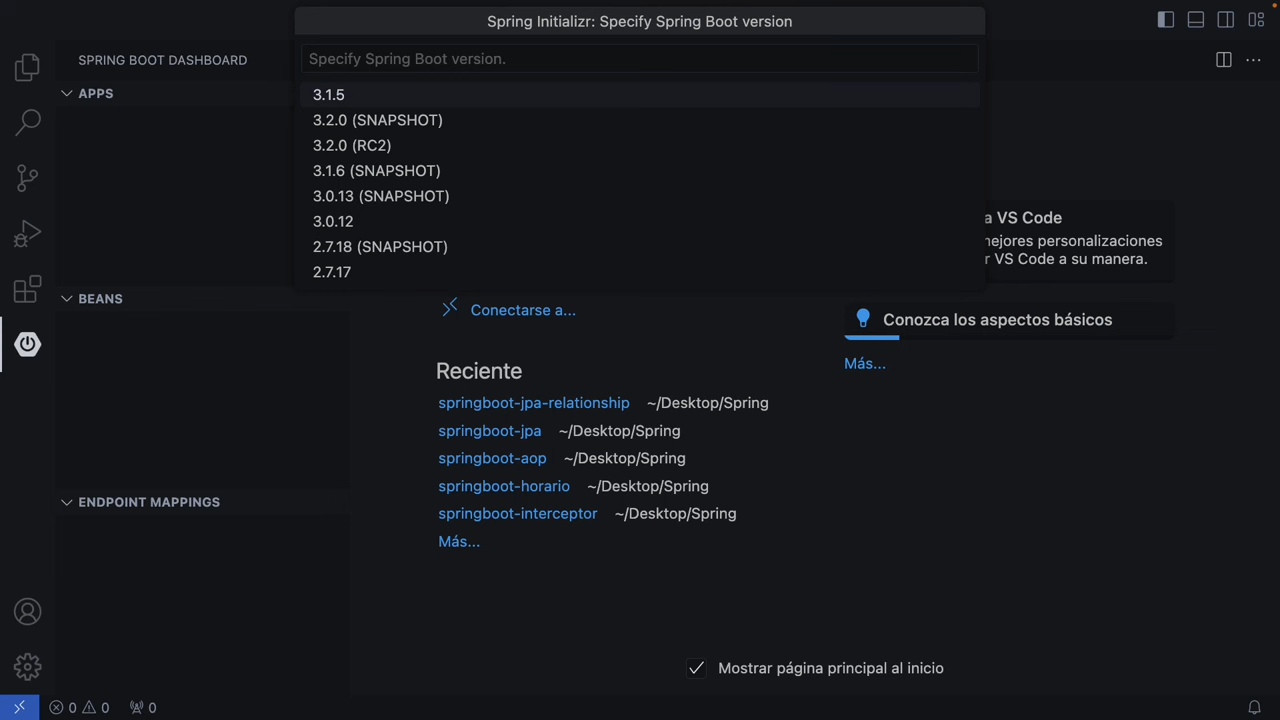 Spring Initializr: Specify Spring Boot version
Specify Spring Boot version.
3.1.5
3.2.0 (SNAPSHOT)
3.2.0 (RC2)
3.1.6 (SNAPSHOT)
3.0.13 (SNAPSHOT)
3.0.12
2.7.18 (SNAPSHOT)
2.7.17
SPRING BOOT DASHBOARD
APPS
BEANS
ENDPOINT MAPPINGS
Conectarse a...
Reciente
springboot-jpa-relationship ~/Desktop/Spring
springboot-jpa ~/Desktop/Spring
springboot-aop ~/Desktop/Spring
springboot-horario ~/Desktop/Spring
springboot-interceptor ~/Desktop/Spring
Más...
a VS Code
mejores personalizaciones
r VS Code a su manera.
Conozca los aspectos básicos
Más...
Mostrar página principal al inicio
0 0 0